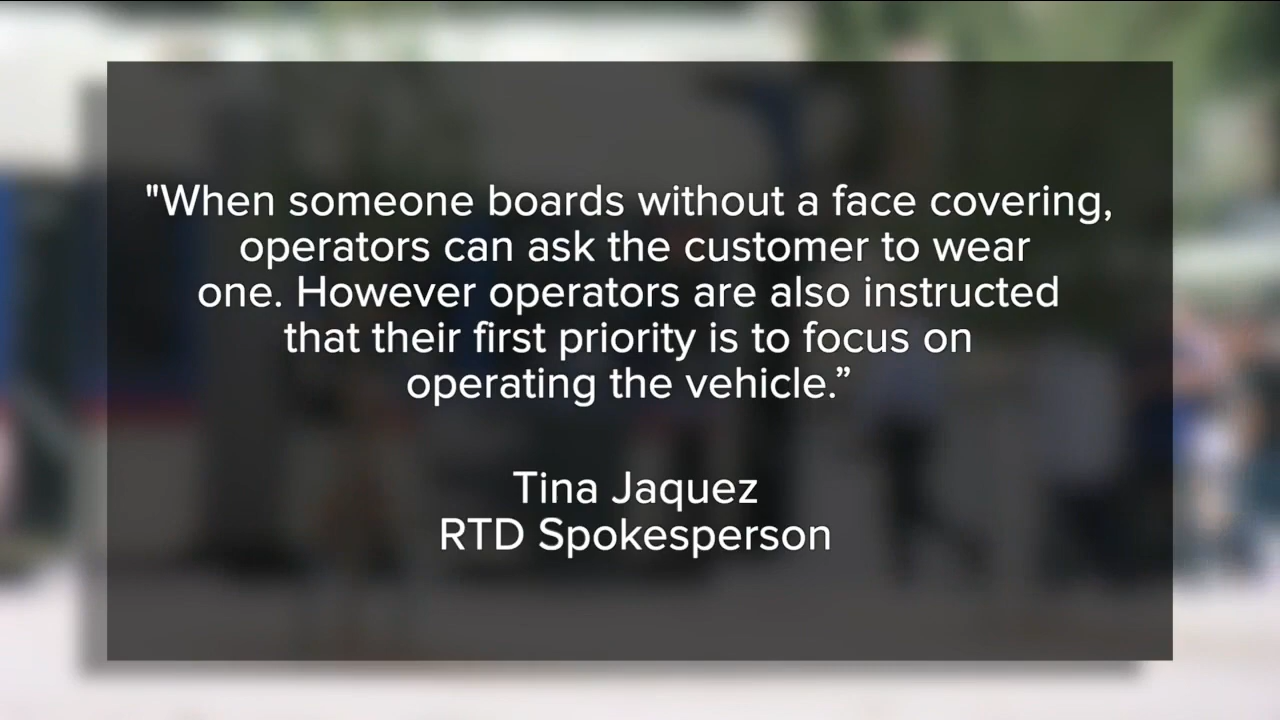 "When someone boards without a face covering,
operators can ask the customer to wear
one. However operators are also instructed
that their first priority is to focus on
operating the vehicle.”
Tina Jaquez
RTD Spokesperson